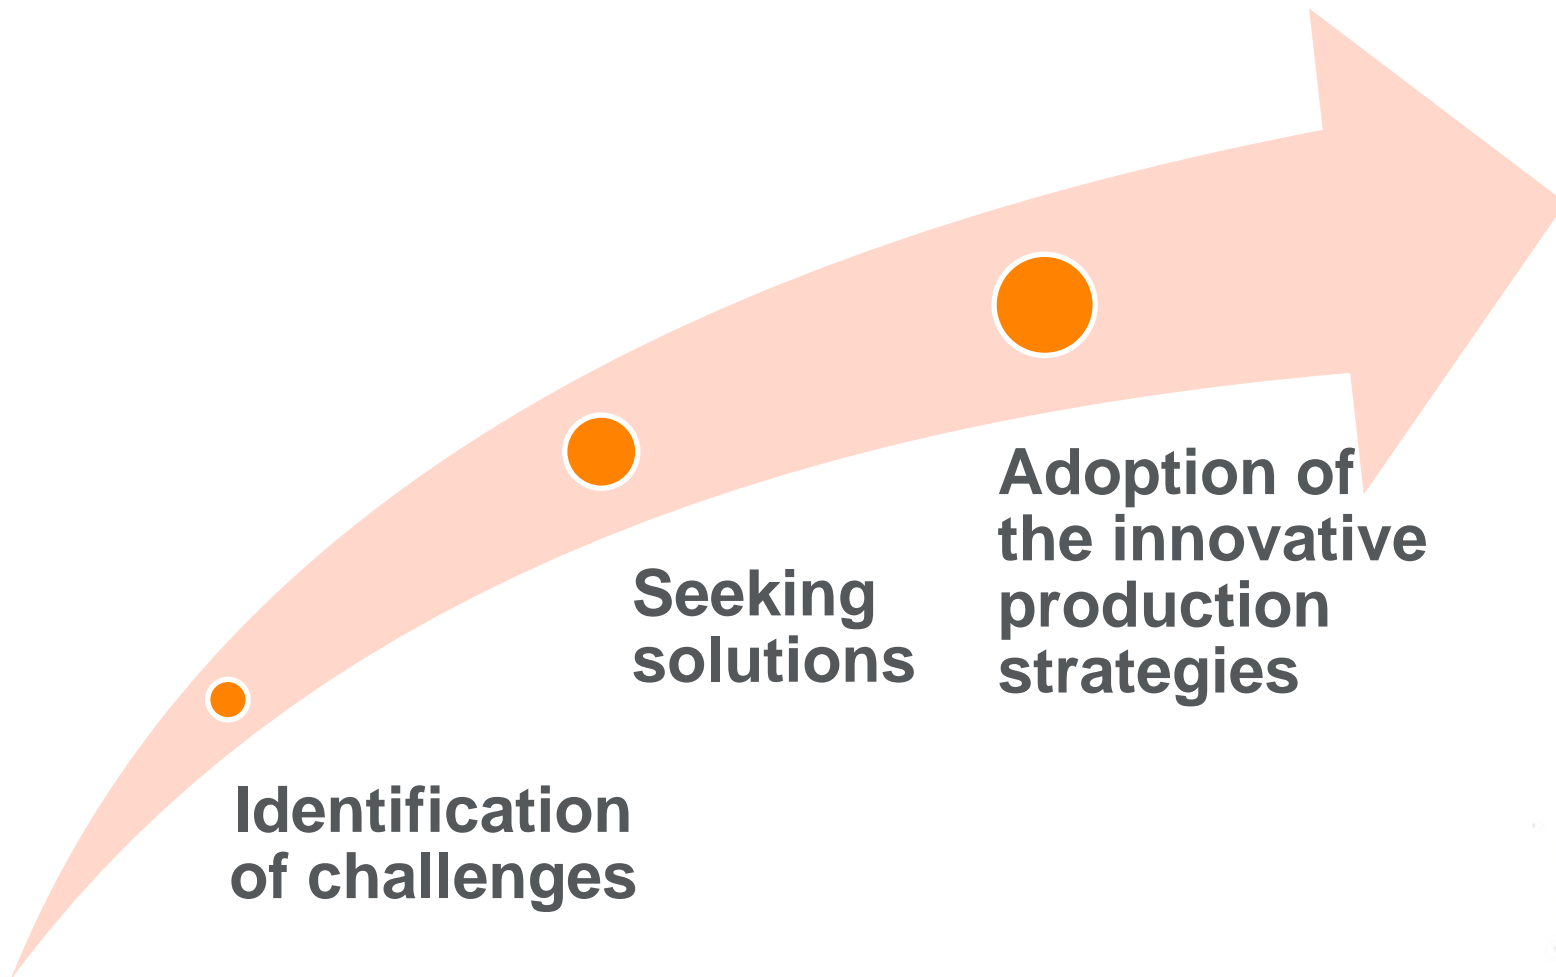 Identification
of challenges
Seeking
solutions
Adoption of
the innovative
production
strategies